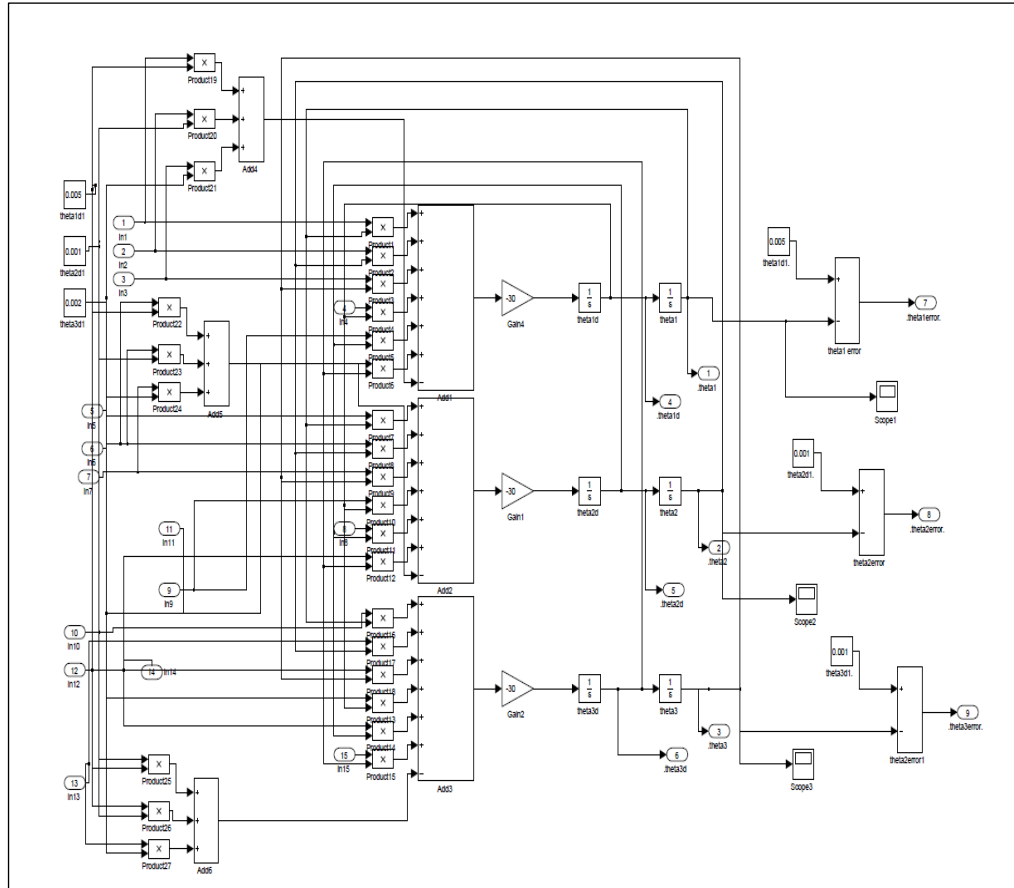 X
Product19
X
Product20
X
Product21
Add4
0.005
theta1d1
0.001
theta2d1
0.002
theta3d1
1
In1
2
In2
3
In3
X
Product22
X
Product23
X
Product24
Add5
5
In5
6
In6
7
In7
11
In11
9
In9
10
In10
12
In12
14
In14
13
In13
X
Product25
X
Product26
X
Product27
Add6
X
Product1
X
Product2
X
Product3
4
In4
X
Product4
X
Product5
X
Product6
Add1
X
Product7
X
Product8
X
Product9
X
Product10
8
In8
X
Product11
X
Product12
Add2
X
Product16
X
Product17
X
Product18
X
Product13
X
Product14
15
In15
X
Product15
Add3
-30
Gain4
1
s
theta1d
1
s
theta1
1
.theta1
4
.theta1d
-30
Gain1
1
s
theta2d
1
s
theta2
2
.theta2
5
.theta2d
-30
Gain2
1
s
theta3d
1
s
theta3
3
.theta3
6
.theta3d
0.005
theta1d1.
theta1 error
7
.theta1error.
Scope1
0.001
theta2d1.
theta2error
8
.theta2error.
Scope2
0.001
theta3d1.
theta2error1
9
.theta3error.
Scope3